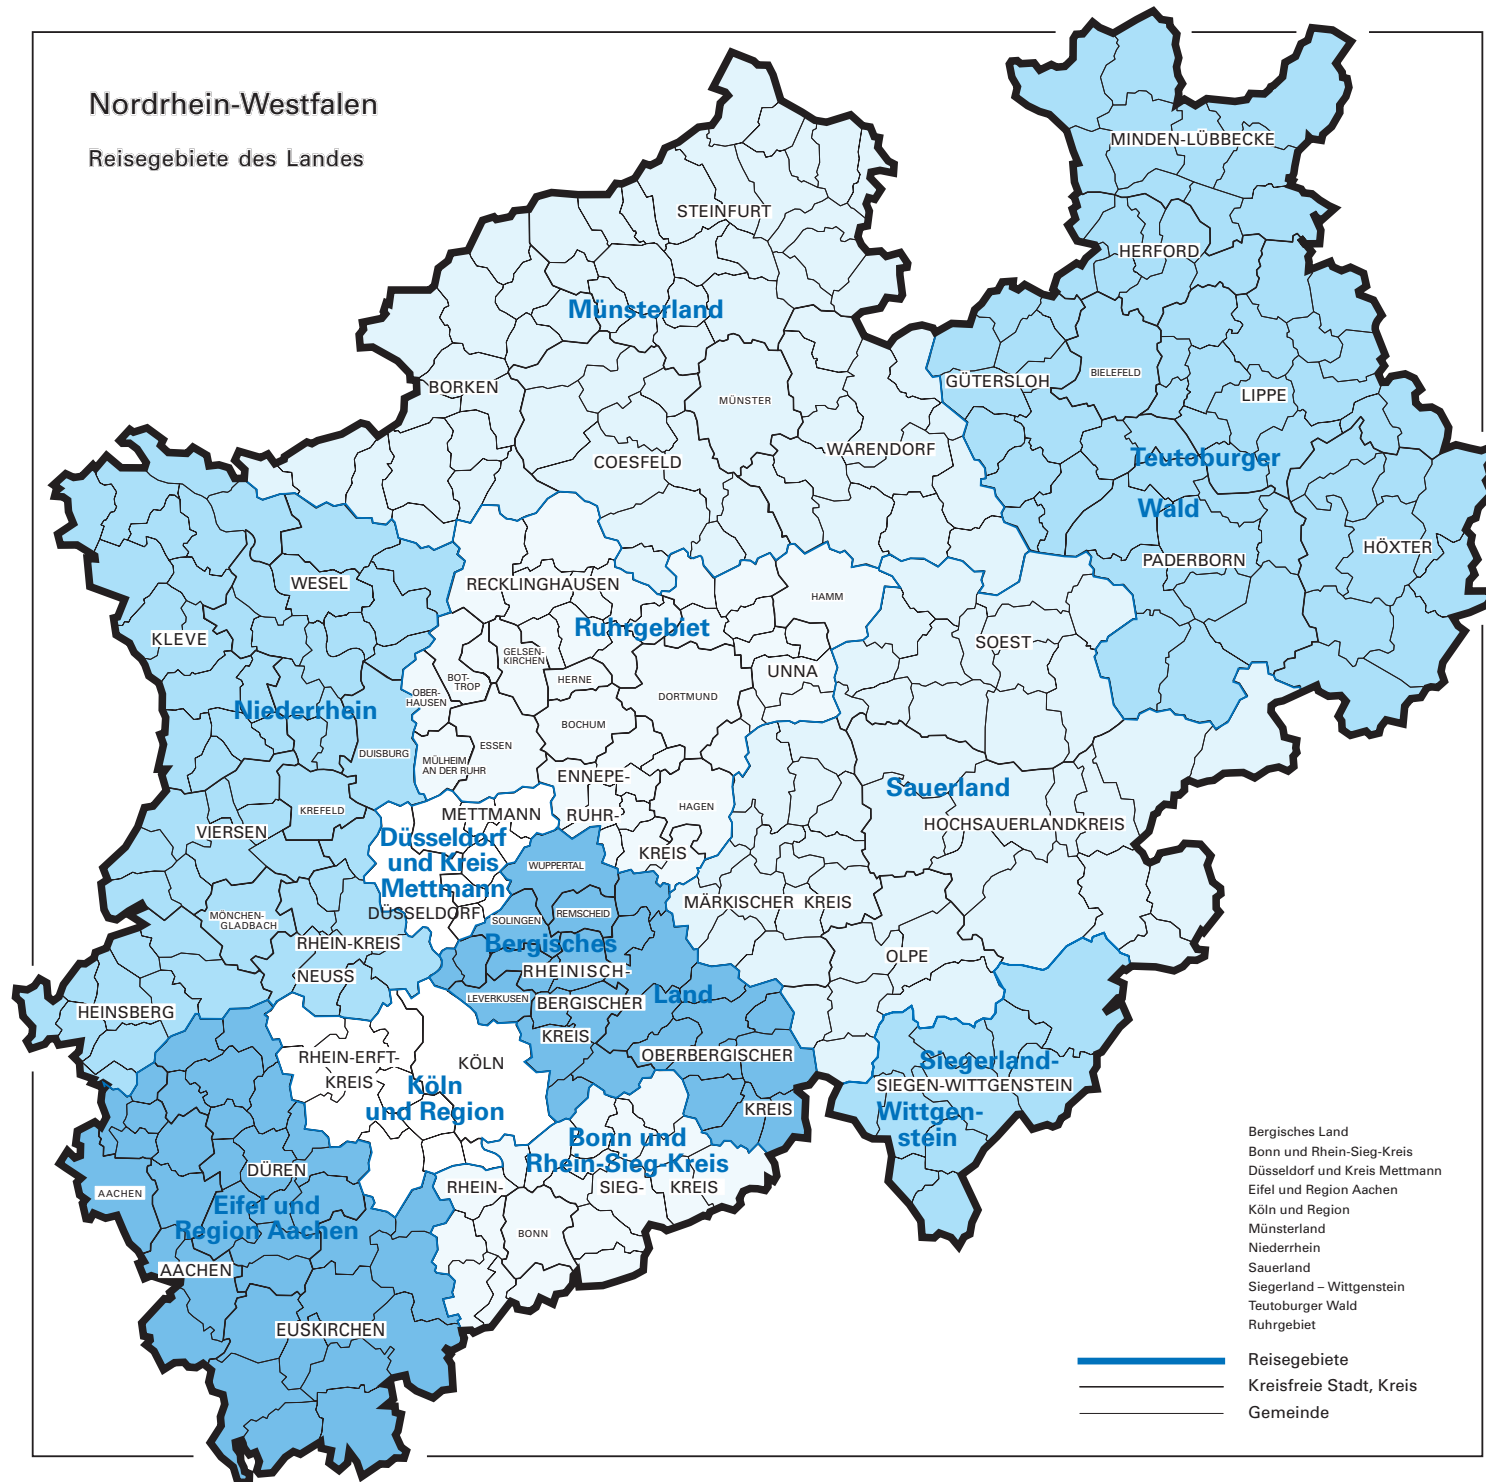 Nordrhein-Westfalen
Reisegebiete des Landes
MINDEN-LÜBBECKE
STEINFURT
HERFORD
Münsterland
BIELEFELD
GÜTERSLOH
BORKEN
LIPPE
MÜNSTER
WARENDORF
COESFELD
Teutoburger
Wald
HÖXTER
PADERBORN
WESEL
RECKLINGHAUSEN
HAMM
Ruhrgebiet
KLEVE
SOEST
GELSEN-
KIRCHEN
UNNA
BOT-
TROP
HERNE
OBER-
HAUSEN
DORTMUND
Niederrhein
BOCHUM
ESSEN
DUISBURG
MÜLHEIM
AN DER RUHR
ENNEPE-
RUHR-
KREIS
Sauerland
HAGEN
KREFELD
METTMANN
HOCHSAUERLANDKREIS
VIERSEN
Düsseldorf
und Kreis
Mettmann
WUPPERTAL
MÄRKISCHER KREIS
DÜSSELDORF
REMSCHEID
SOLINGEN
MÖNCHEN-
GLADBACH
RHEIN-KREIS
NEUSS
Bergisches
Land
OLPE
RHEINISCH-
BERGISCHER
KREIS
LEVERKUSEN
HEINSBERG
OBERBERGISCHER
KREIS
RHEIN-ERFT-
KREIS
KÖLN
Köln
und Region
Siegerland-
SIEGEN-WITTGENSTEIN
Wittgen-
stein
Bonn und
Rhein-Sieg-Kreis
DÜREN
RHEIN-
SIEG-
KREIS
AACHEN
Eifel und
Region Aachen
BONN
AACHEN
EUSKIRCHEN
Bergisches Land
Bonn und Rhein-Sieg-Kreis
Düsseldorf und Kreis Mettmann
Eifel und Region Aachen
Köln und Region
Münsterland
Niederrhein
Sauerland
Siegerland – Wittgenstein
Teutoburger Wald
Ruhrgebiet
Reisegebiete
Kreisfreie Stadt, Kreis
Gemeinde